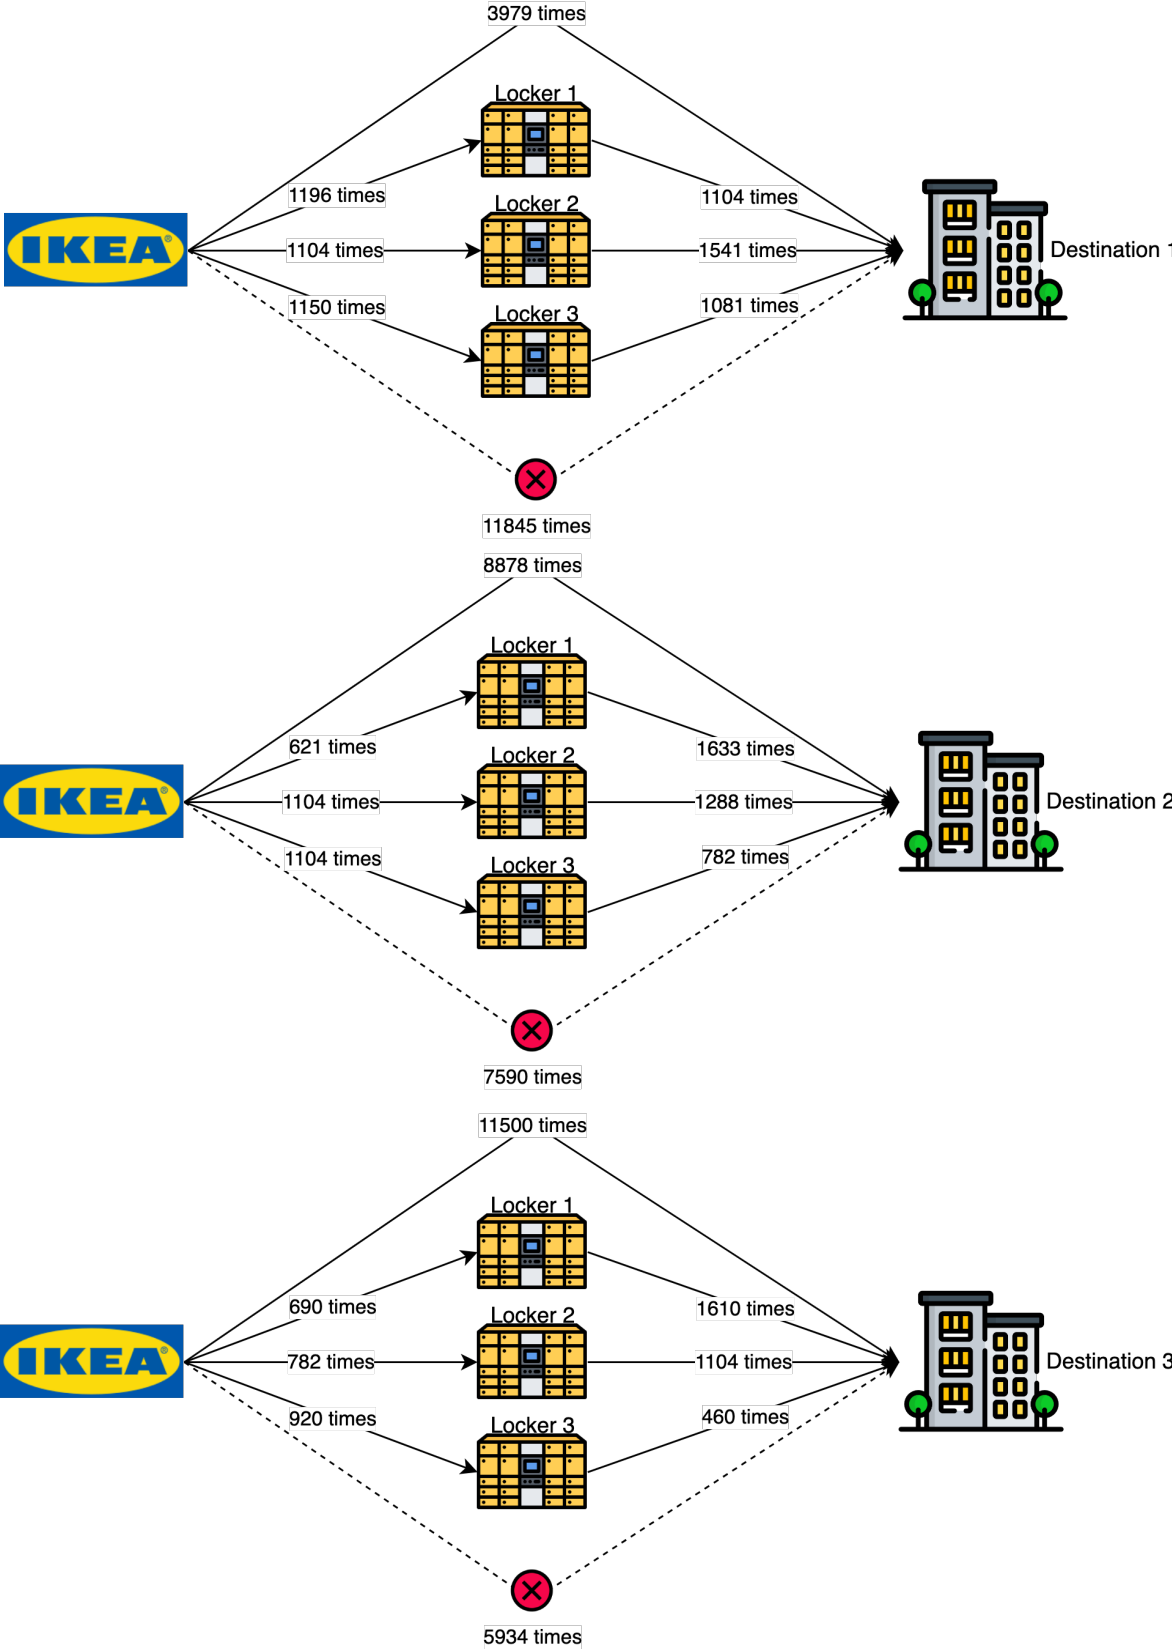 3979 times
Locker 1
1196 times
1104 times
Locker 2
IKEA®
1104 times
1541 times
Destination 1
1150 times
1081 times
Locker 3
11845 times
8878 times
Locker 1
621 times
1633 times
Locker 2
IKEA®
1104 times
1288 times
Destination 2
1104 times
782 times
Locker 3
7590 times
11500 times
Locker 1
690 times
1610 times
Locker 2
IKEA®
782 times
1104 times
Destination 3
920 times
460 times
Locker 3
5934 times